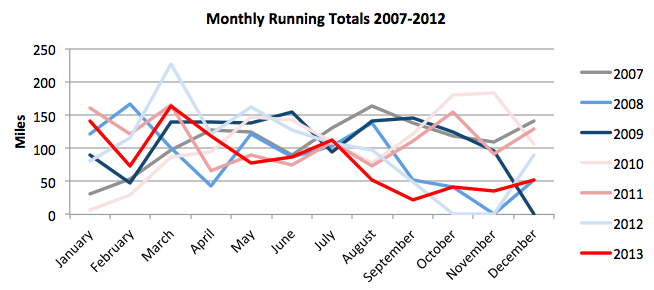 Monthly Running Totals 2007-2012
Miles
250
200
150
100
50
0
January
February
March
April
May
June
July
August
September
October
November
December
2007
2008
2009
2010
2011
2012
2013